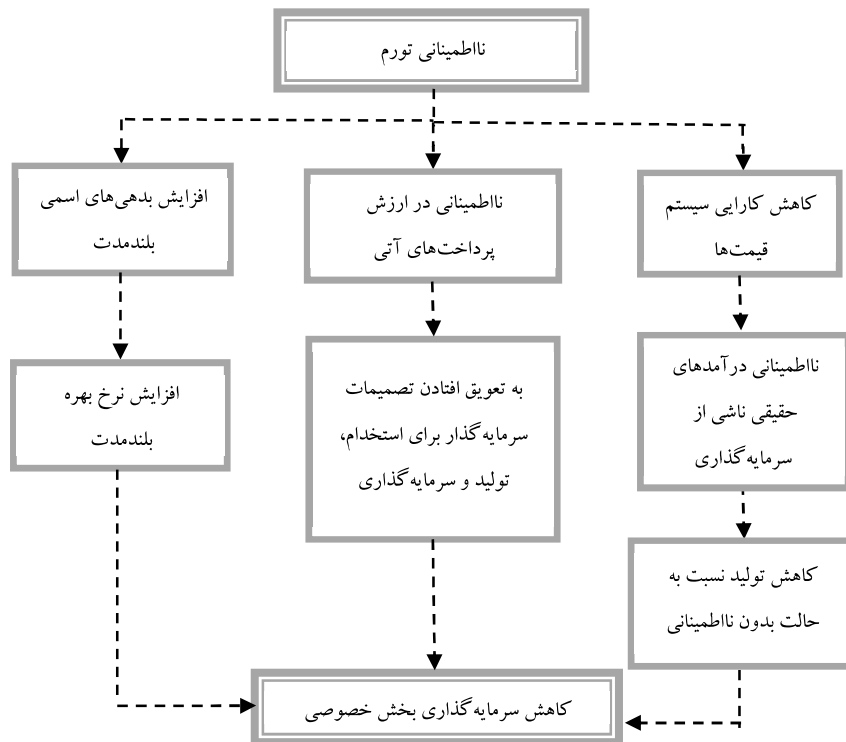 نااطمینانی تورم
کاهش کارایی سیستم
قیمت‌ها
نااطمینانی در ارزش
پرداخت‌های آتی
افزایش بدهی‌های اسمی
بلندمدت
نااطمینانی درآمدهای
حقیقی ناشی از
سرمایه‌گذاری
به تعویق افتادن تصمیمات
سرمایه‌گذار برای استخدام،
تولید و سرمایه‌گذاری
افزایش نرخ بهره
بلندمدت
کاهش تولید نسبت به
حالت بدون نااطمینانی
کاهش سرمایه‌گذاری بخش خصوصی